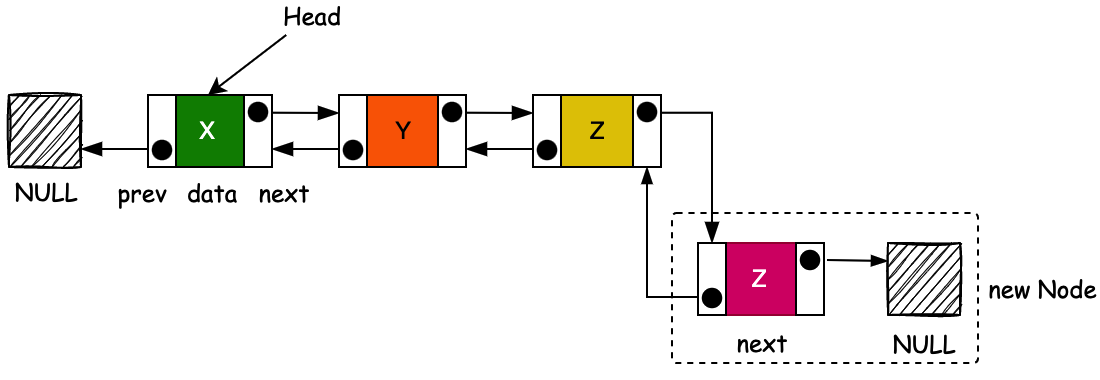 Head
X
Y
Z
NULL
prev data next
Z
new Node
next
NULL